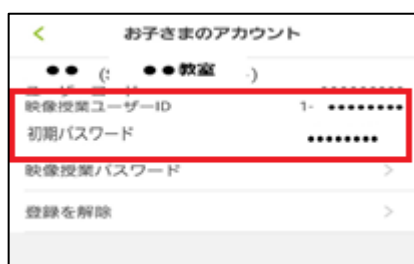 <
お子さまのアカウント
●● (: ●●教室 -)
映像授業ユーザーID 1- ●●●●●●●●
初期パスワード ●●●●●●●●
映像授業パスワード >
登録を解除 >